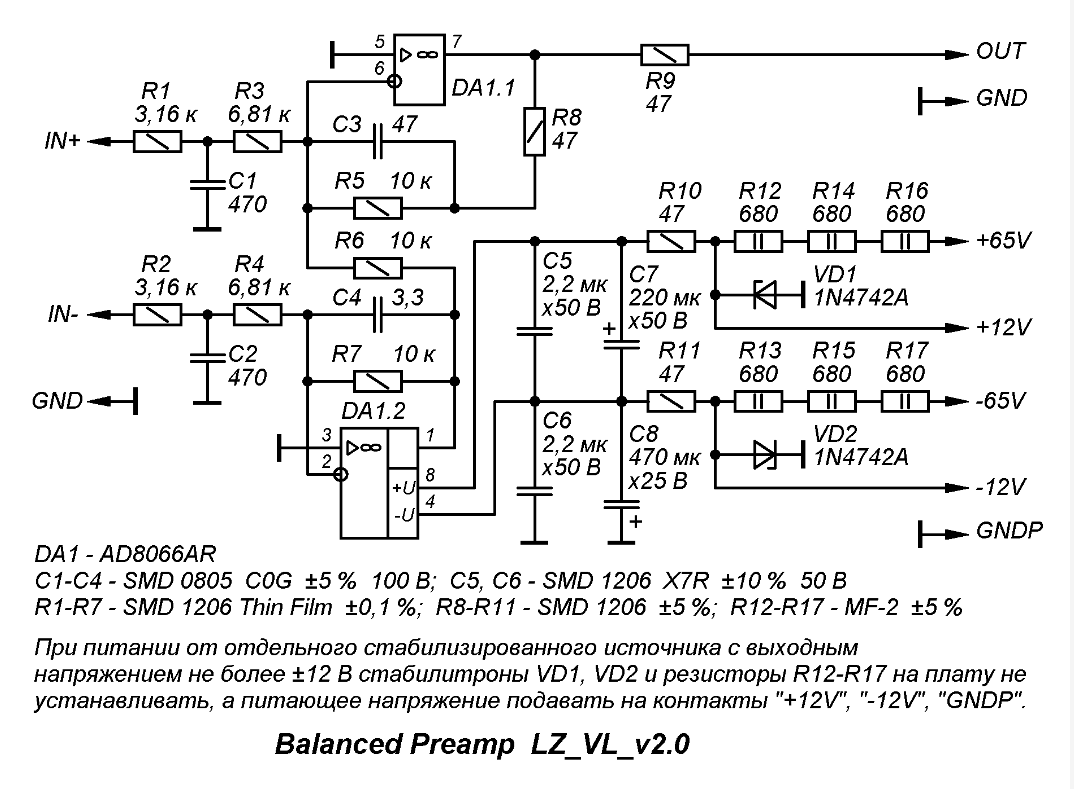 5
7
6
DA1.1
R9
47
OUT
GND
R1
3,16 к
R3
6,81 к
IN+
C3
47
R8
47
C1
470
R5
10 к
R6
10 к
R10
47
R12
680
R14
680
R16
680
+65V
C5
2,2 мк
x50 В
C7
220 мк
x50 В
+
VD1
1N4742A
+12V
R2
3,16 к
R4
6,81 к
IN-
C4
3,3
C2
470
R7
10 к
GND
DA1.2
3
2
1
8
4
+U
-U
R11
47
R13
680
R15
680
R17
680
-65V
C6
2,2 мк
x50 В
C8
470 мк
x25 В
+
VD2
1N4742A
-12V
GNDP
DA1 - AD8066AR
C1-C4 - SMD 0805 C0G ±5 % 100 В; C5, C6 - SMD 1206 X7R ±10 % 50 В
R1-R7 - SMD 1206 Thin Film ±0,1 %; R8-R11 - SMD 1206 ±5 %; R12-R17 - MF-2 ±5 %
При питании от отдельного стабилизированного источника с выходным
напряжением не более ±12 В стабилитроны VD1, VD2 и резисторы R12-R17 на плату не
устанавливать, а питающее напряжение подавать на контакты "+12V", "-12V", "GNDP".
Balanced Preamp LZ_VL_v2.0